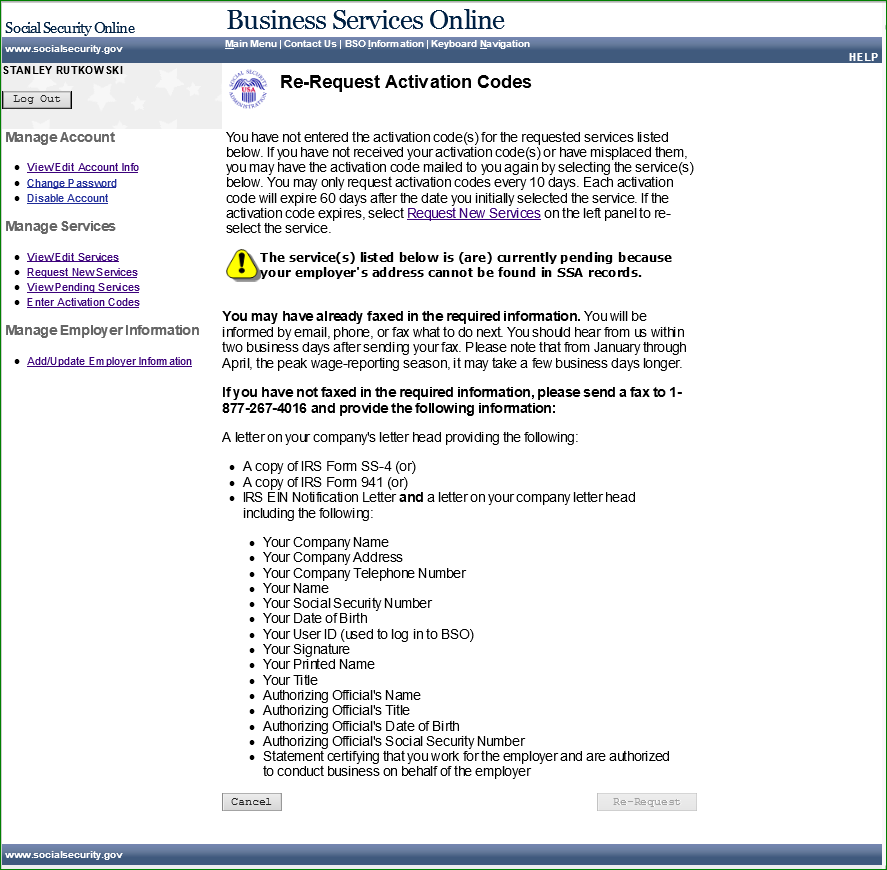 Social Security Online
Business Services Online
www.socialsecurity.gov
Main Menu | Contact Us | BSO Information | Keyboard Navigation
HELP
STANLEY RUTKOWSKI
Log Out
SOCIAL SECURITY
USA
ADMINISTRATION
Re-Request Activation Codes
Manage Account
View/Edit Account Info
Change Password
Disable Account
Manage Services
View/Edit Services
Request New Services
View Pending Services
Enter Activation Codes
Manage Employer Information
Add/Update Employer Information
You have not entered the activation code(s) for the requested services listed
below. If you have not received your activation code(s) or have misplaced them,
you may have the activation code mailed to you again by selecting the service(s)
below. You may only request activation codes every 10 days. Each activation
code will expire 60 days after the date you initially selected the service. If the
activation code expires, select Request New Services on the left panel to re-
select the service.
The service(s) listed below is (are) currently pending because
your employer's address cannot be found in SSA records.
You may have already faxed in the required information. You will be
informed by email, phone, or fax what to do next. You should hear from us within
two business days after sending your fax. Please note that from January through
April, the peak wage-reporting season, it may take a few business days longer.
If you have not faxed in the required information, please send a fax to 1-
877-267-4016 and provide the following information:
A letter on your company's letter head providing the following:
A copy of IRS Form SS-4 (or)
A copy of IRS Form 941 (or)
IRS EIN Notification Letter and a letter on your company letter head
including the following:
Your Company Name
Your Company Address
Your Company Telephone Number
Your Name
Your Social Security Number
Your Date of Birth
Your User ID (used to log in to BSO)
Your Signature
Your Printed Name
Your Title
Authorizing Official's Name
Authorizing Official's Title
Authorizing Official's Date of Birth
Authorizing Official's Social Security Number
Statement certifying that you work for the employer and are authorized
to conduct business on behalf of the employer
Cancel
Re-Request
www.socialsecurity.gov